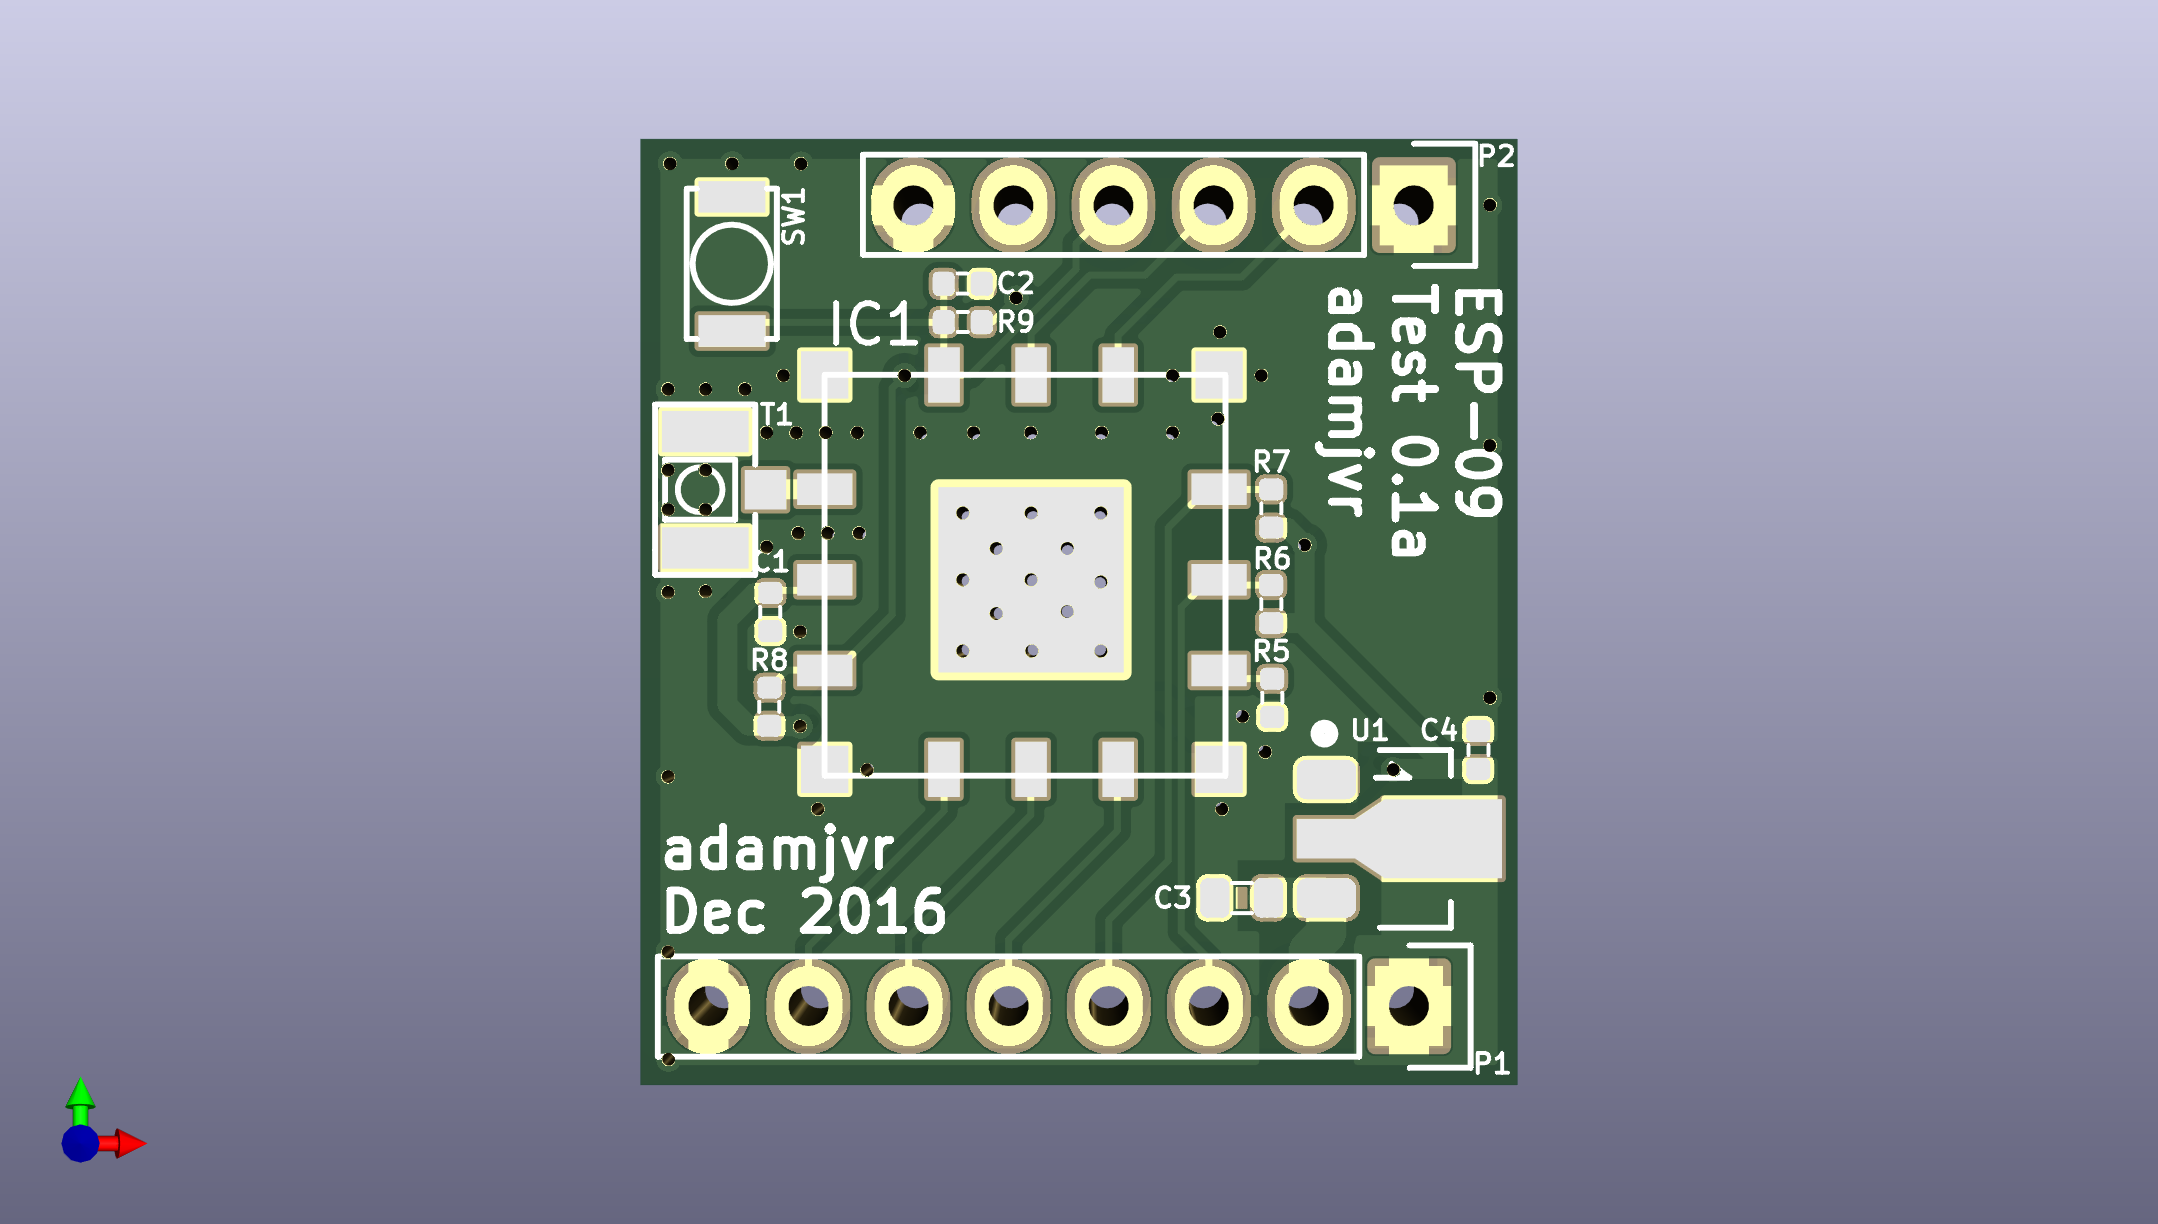 P2
SW1
C2
R9
IC1
ESP-09
Test 0.1a
adamjvr
T1
R7
C1
R6
R5
R8
U1
C4
1
adamjvr
Dec 2016
C3
P1